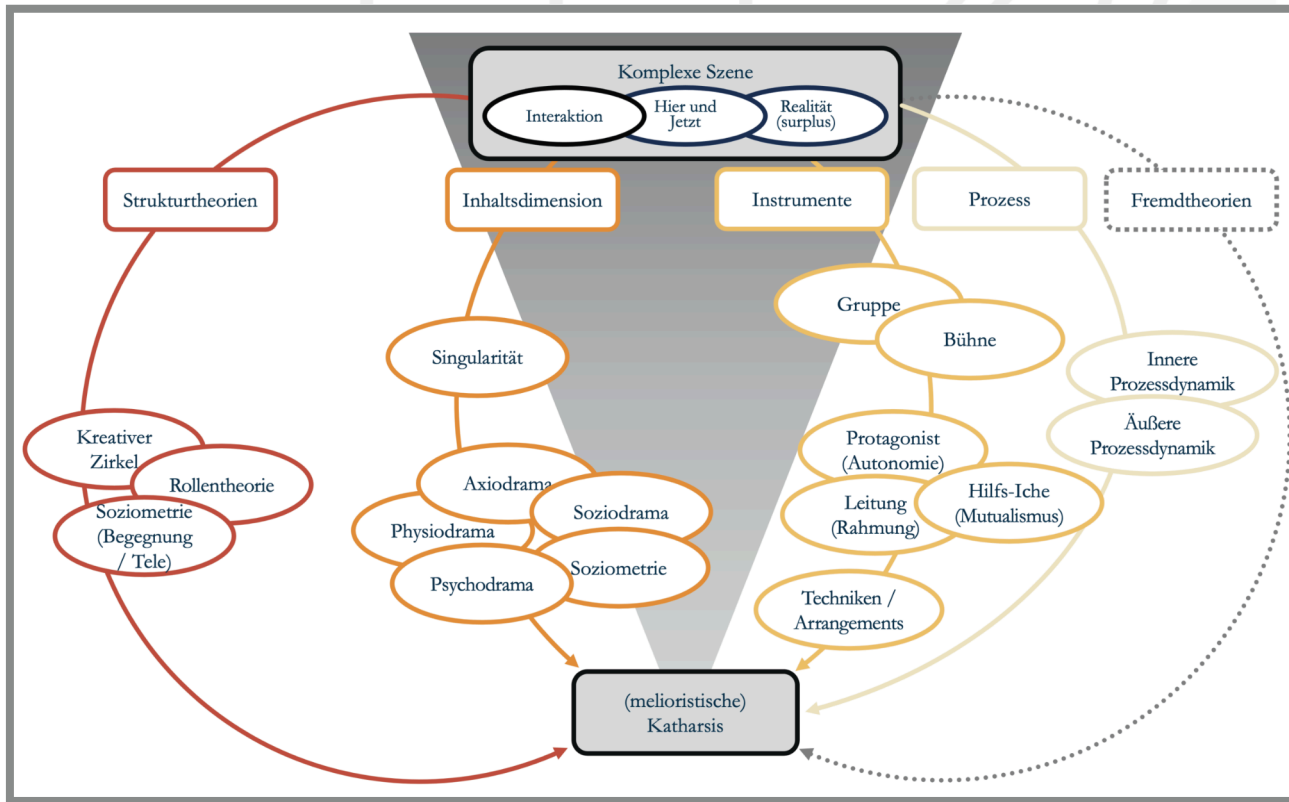 Komplexe Szene
Interaktion
Hier und
Jetzt
Realität
(surplus)
Strukturtheorien
Inhaltsdimension
Instrumente
Prozess
Fremdtheorien
Kreativer
Zirkel
Rollentheorie
Soziometrie
(Begegnung
/ Tele)
Singularität
Axiodrama
Physiodrama
Soziodrama
Psychodrama
Soziometrie
Gruppe
Bühne
Protagonist
(Autonomie)
Leitung
(Rahmung)
Hilfs-Iche
(Mutualismus)
Techniken /
Arrangements
Innere
Prozessdynamik
Äußere
Prozessdynamik
(melioristische)
Katharsis